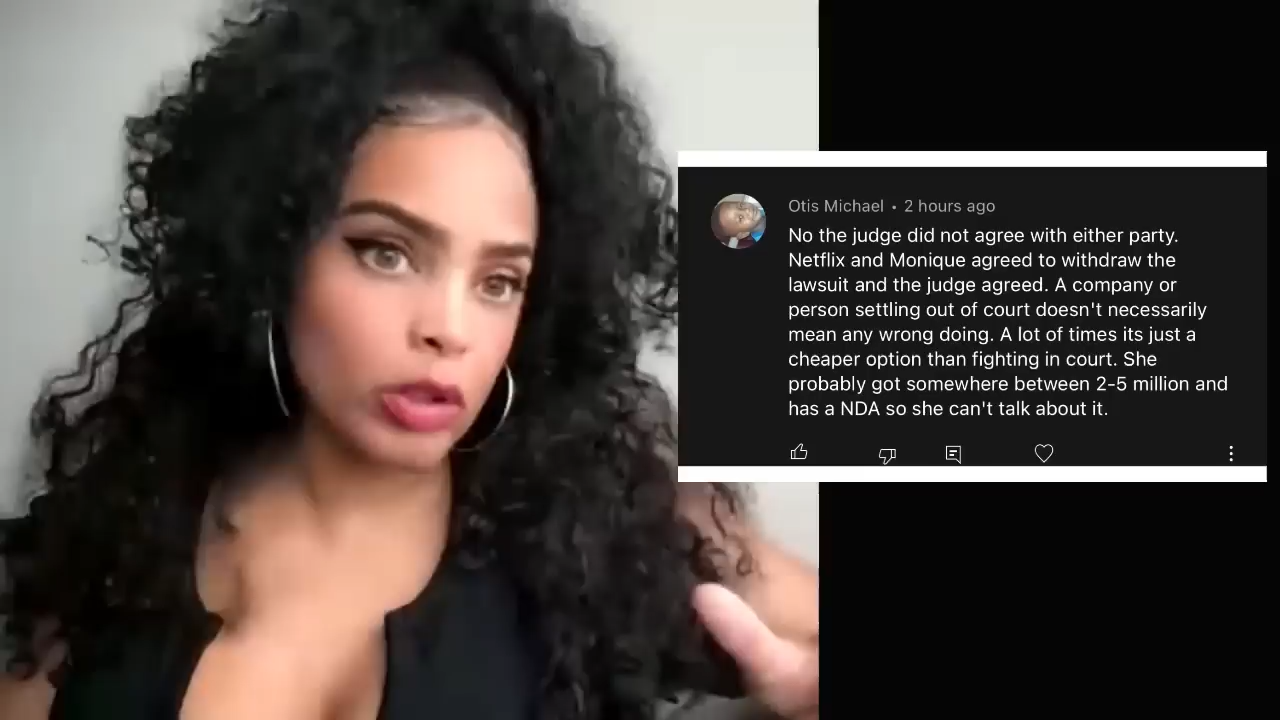 Otis Michael • 2 hours ago
No the judge did not agree with either party.
Netflix and Monique agreed to withdraw the
lawsuit and the judge agreed. A company or
person settling out of court doesn't necessarily
mean any wrong doing. A lot of times its just a
cheaper option than fighting in court. She
probably got somewhere between 2-5 million and
has a NDA so she can't talk about it.